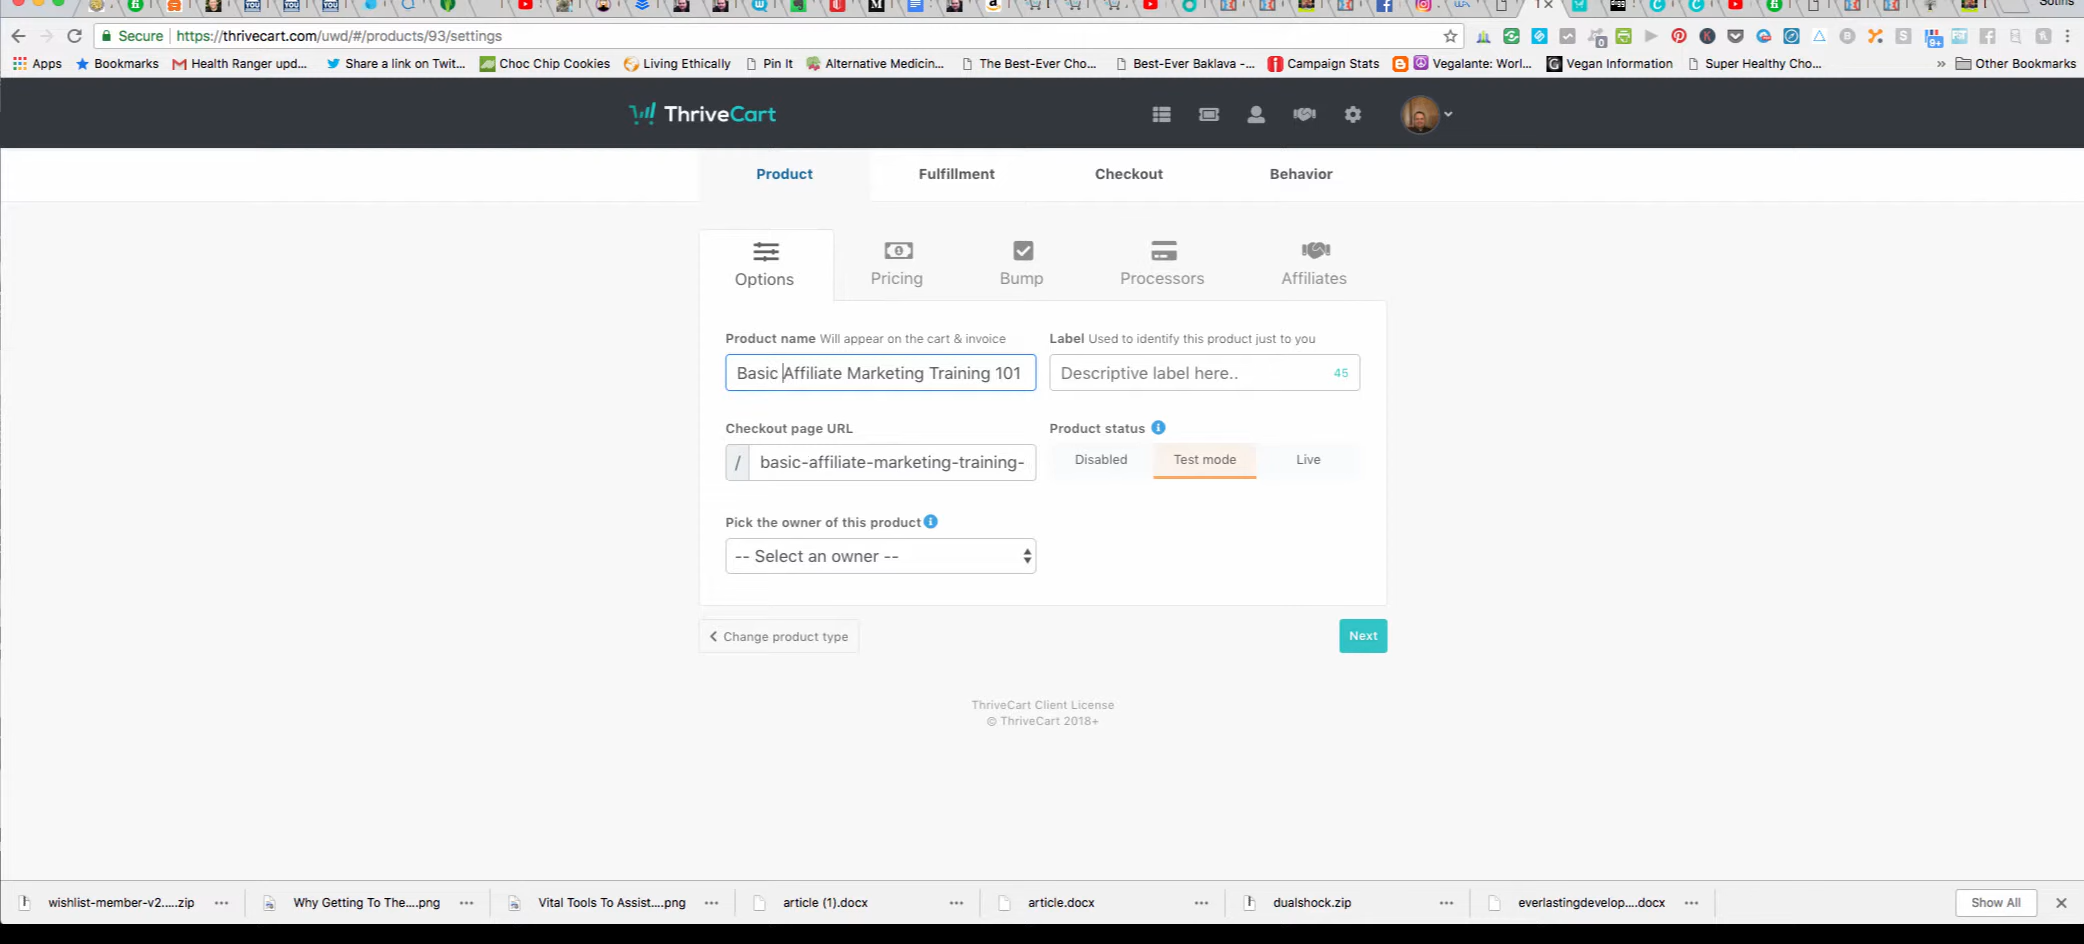 Secure https://thrivecart.com/uwd/#/products/93/settings
Apps Bookmarks Health Ranger upd... Share a link on Twit... Choc Chip Cookies Living Ethically Pin It Alternative Medicin... The Best-Ever Cho... Best-Ever Baklava -... Campaign Stats Vegalante: Worl... Vegan Information Super Healthy Cho... » Other Bookmarks
ThriveCart
Product Fulfillment Checkout Behavior
Options Pricing Bump Processors Affiliates
Product name Will appear on the cart & invoice Label Used to identify this product just to you
Basic Affiliate Marketing Training 101 Descriptive label here.. 45
Checkout page URL Product status
/ basic-affiliate-marketing-training- Disabled Test mode Live
Pick the owner of this product
-- Select an owner --
Change product type Next
ThriveCart Client License
© ThriveCart 2018+
wishlist-member-v2.....zip Why Getting To The....png Vital Tools To Assist....png article (1).docx article.docx dualshock.zip everlastingdevelop....docx Show All